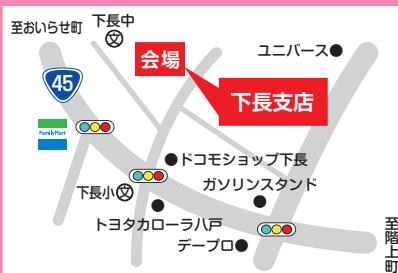 至おいらせ町
下長中
文
会場
ユニバース
45
下長支店
FamilyMart
ドコモショップ下長
下長小
文
ガソリンスタンド
トヨタカローラ八戸
デープロ
至階上町